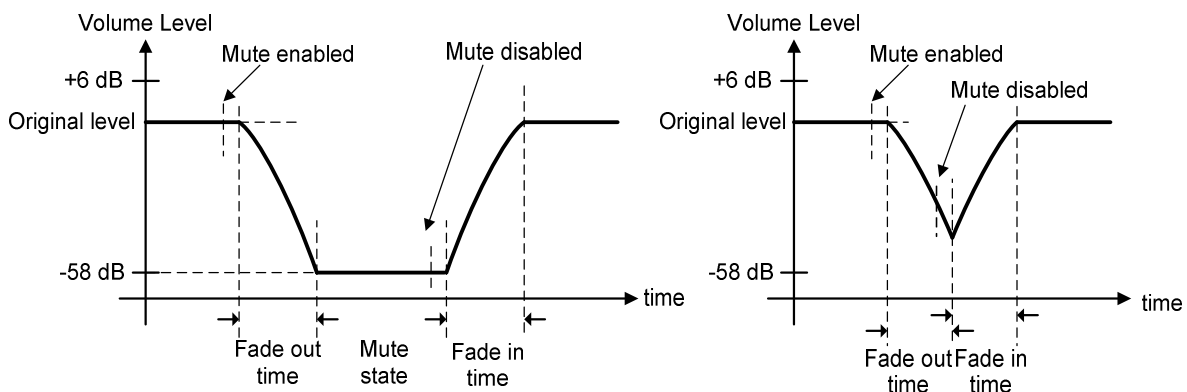 Volume Level
Mute enabled
Mute disabled
+6 dB
Original level
-58 dB
time
Fade out
time
Mute
state
Fade in
time
Volume Level
Mute enabled
+6 dB
Mute disabled
Original level
-58 dB
time
Fade out
time
Fade in
time